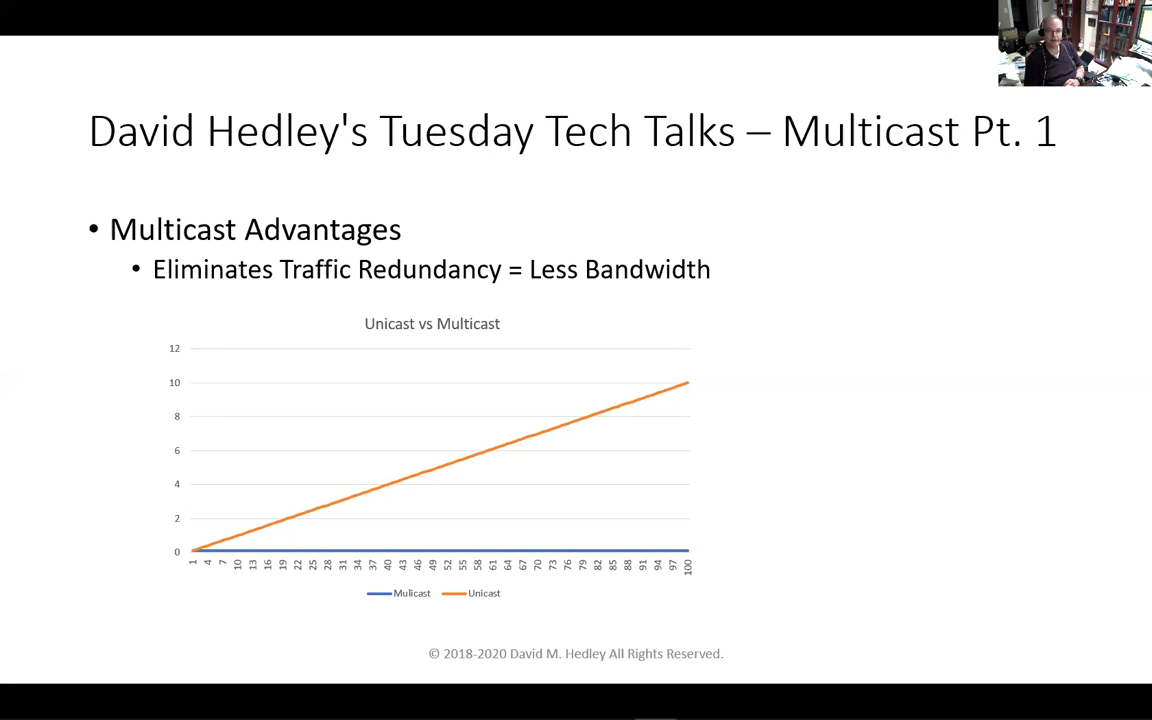 David Hedley's Tuesday Tech Talks – Multicast Pt. 1
• Multicast Advantages
• Eliminates Traffic Redundancy = Less Bandwidth
Unicast vs Multicast
12
10
8
6
4
2
0
1 4 7 10 13 16 19 22 25 28 31 34 37 40 43 46 49 52 55 58 61 64 67 70 73 76 79 82 85 88 91 94 97 100
Mulicast Unicast
© 2018-2020 David M. Hedley All Rights Reserved.